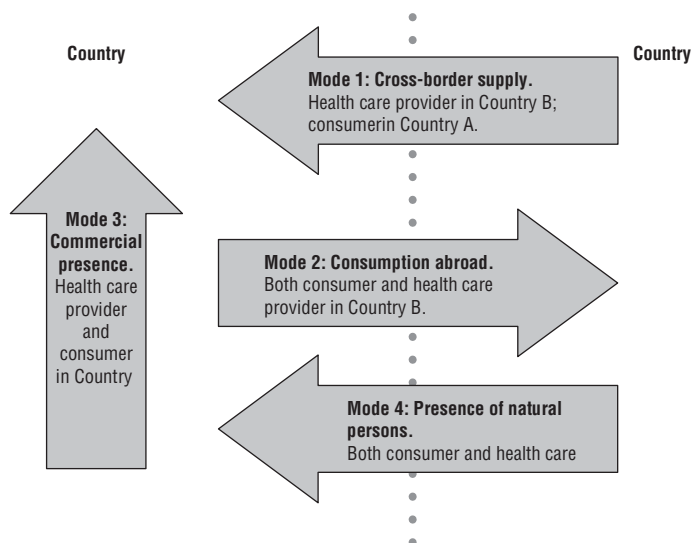 Country
Country
Mode 1: Cross-border supply.
Health care provider in Country B;
consumerin Country A.
Mode 3:
Commercial
presence.
Health care
provider
and
consumer
in Country
Mode 2: Consumption abroad.
Both consumer and health care
provider in Country B.
Mode 4: Presence of natural
persons.
Both consumer and health care